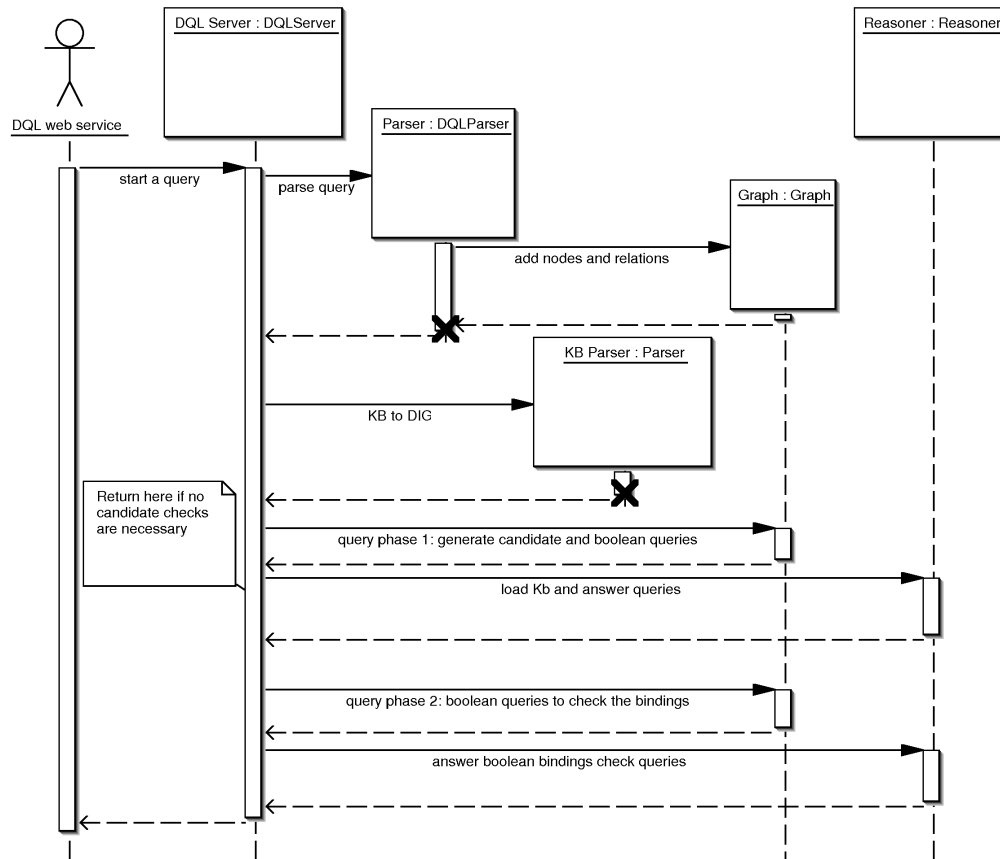 DQL Server : DQLServer
Reasoner : Reasoner
DQL web service
Parser : DQLParser
start a query
parse query
Graph : Graph
add nodes and relations
KB Parser : Parser
KB to DIG
Return here if no
candidate checks
are necessary
query phase 1: generate candidate and boolean queries
load Kb and answer queries
query phase 2: boolean queries to check the bindings
answer boolean bindings check queries